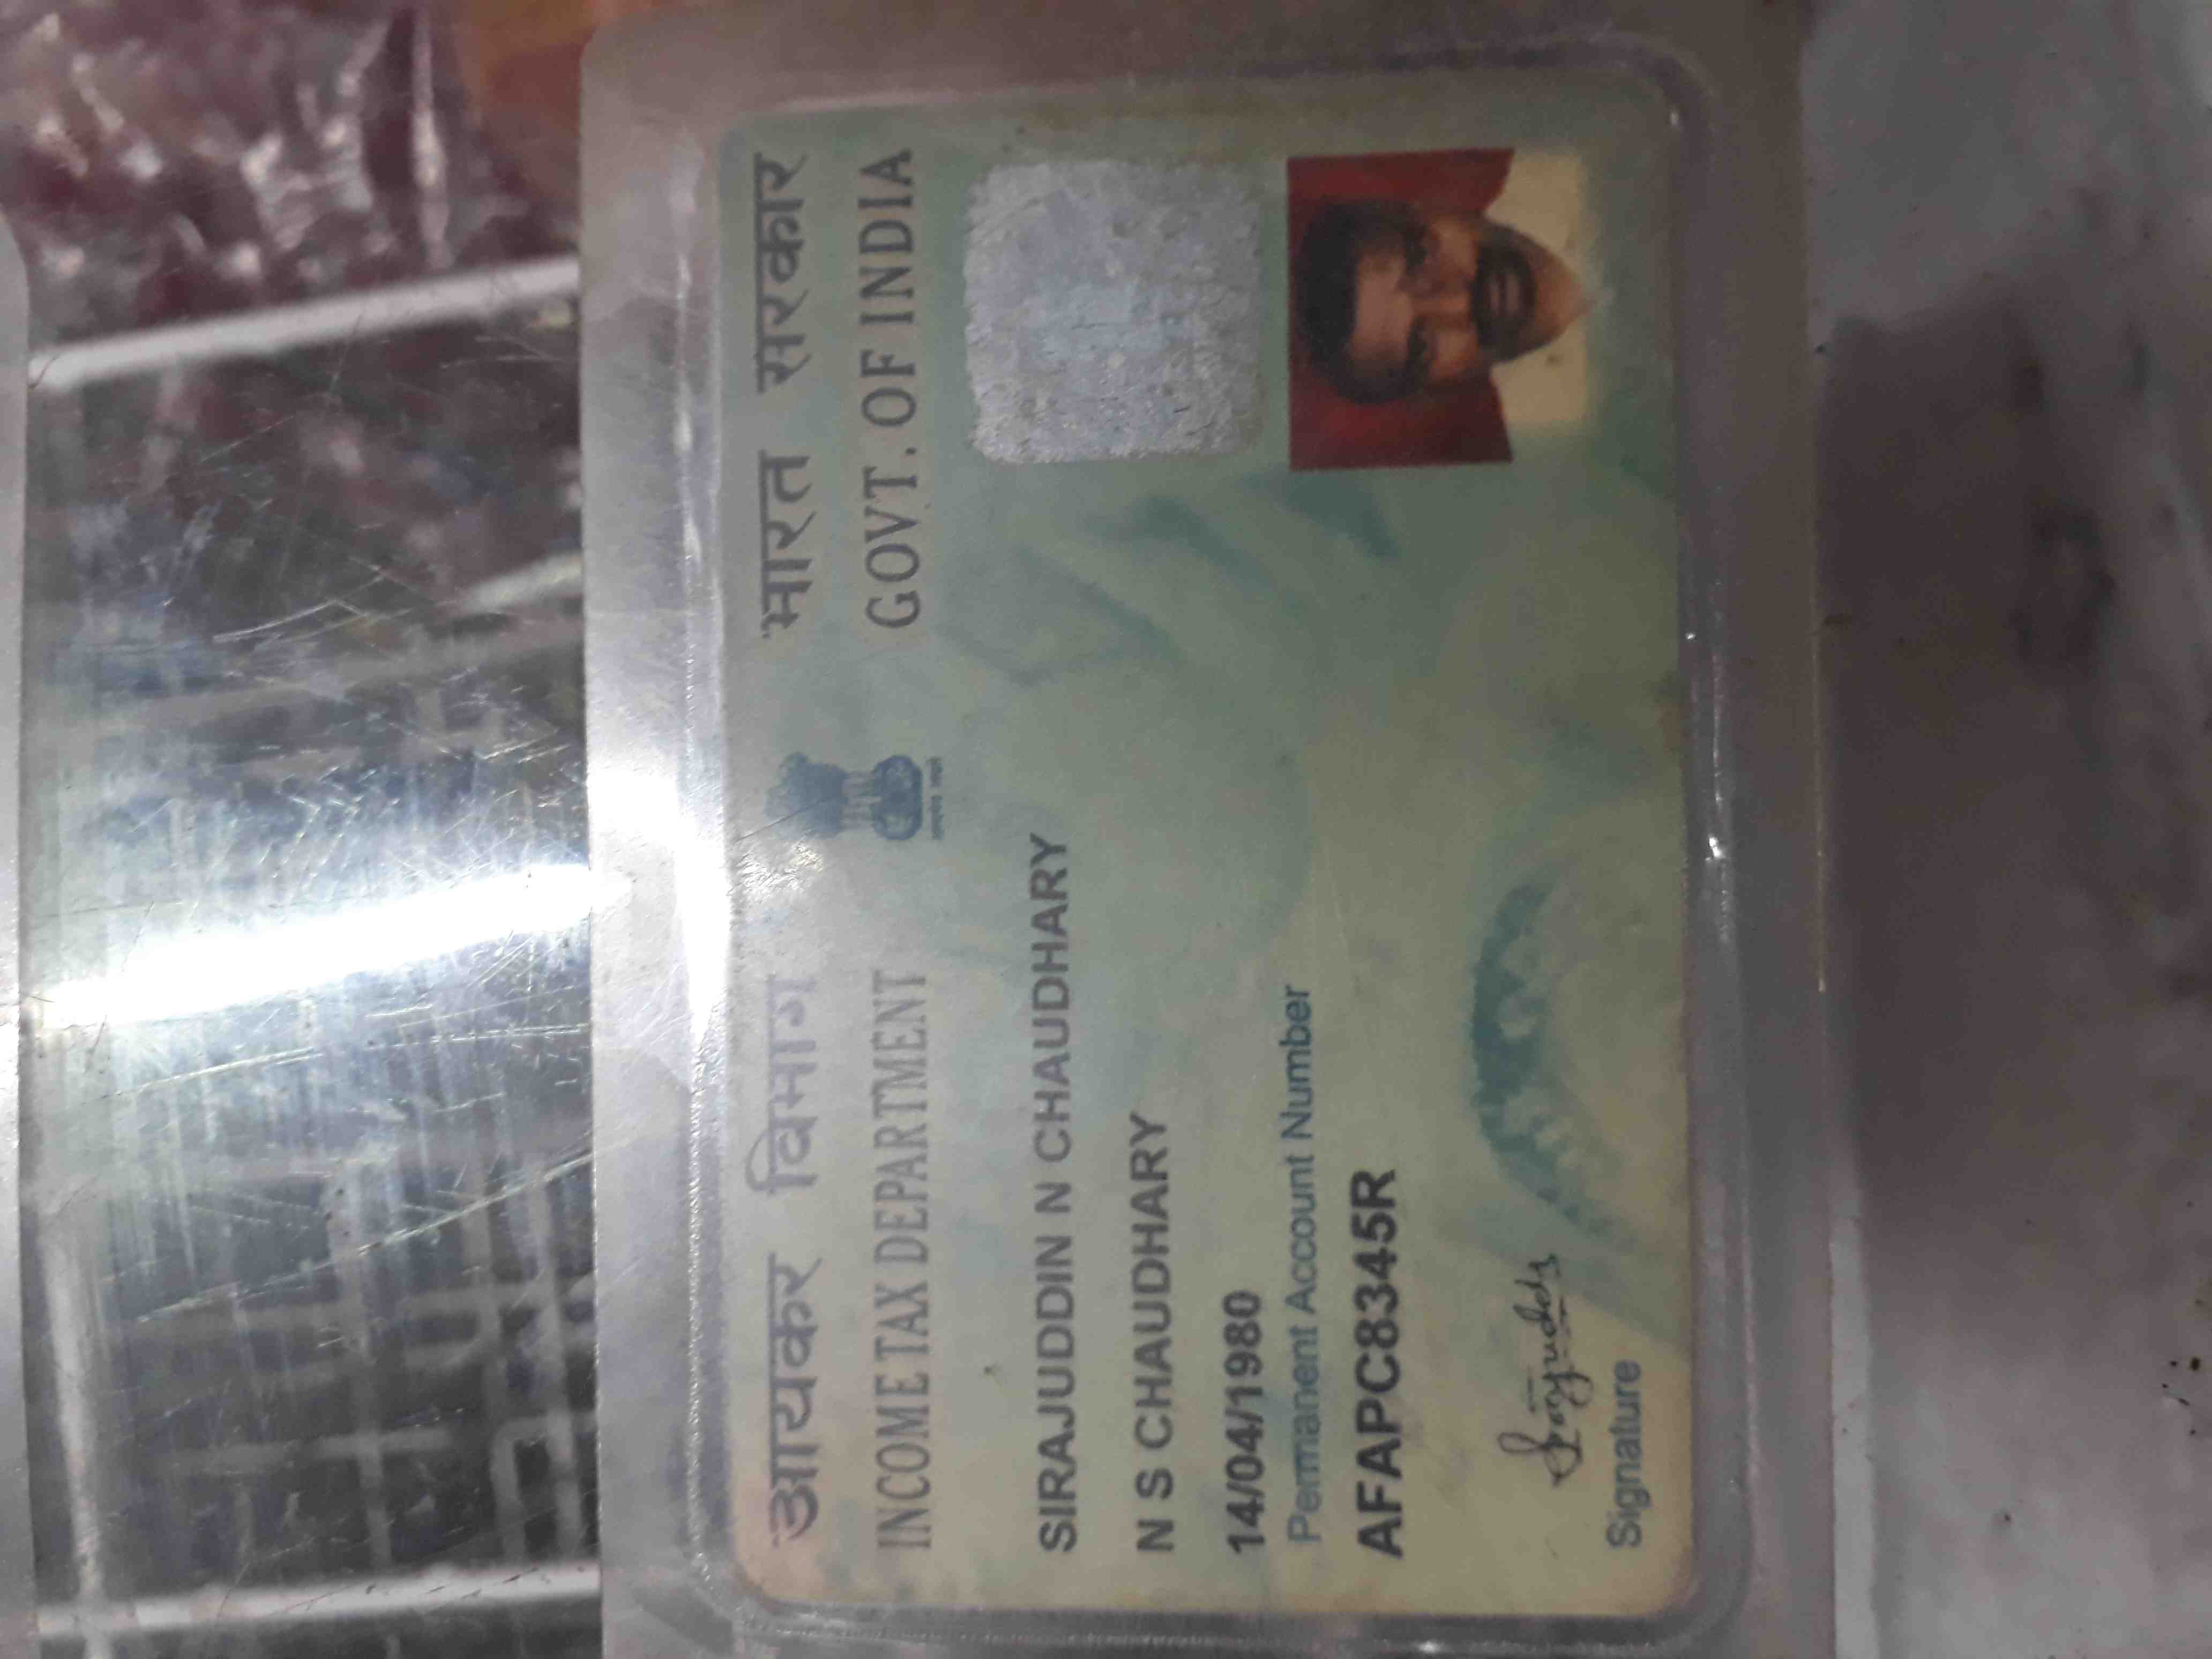 आयकर विभाग
INCOME TAX DEPARTMENT
भारत सरकार
GOVT. OF INDIA
SIRAJUDDIN N CHAUDHARY
N S CHAUDHARY
14/04/1980
Permanent Account Number
AFAPC8345R
Signature